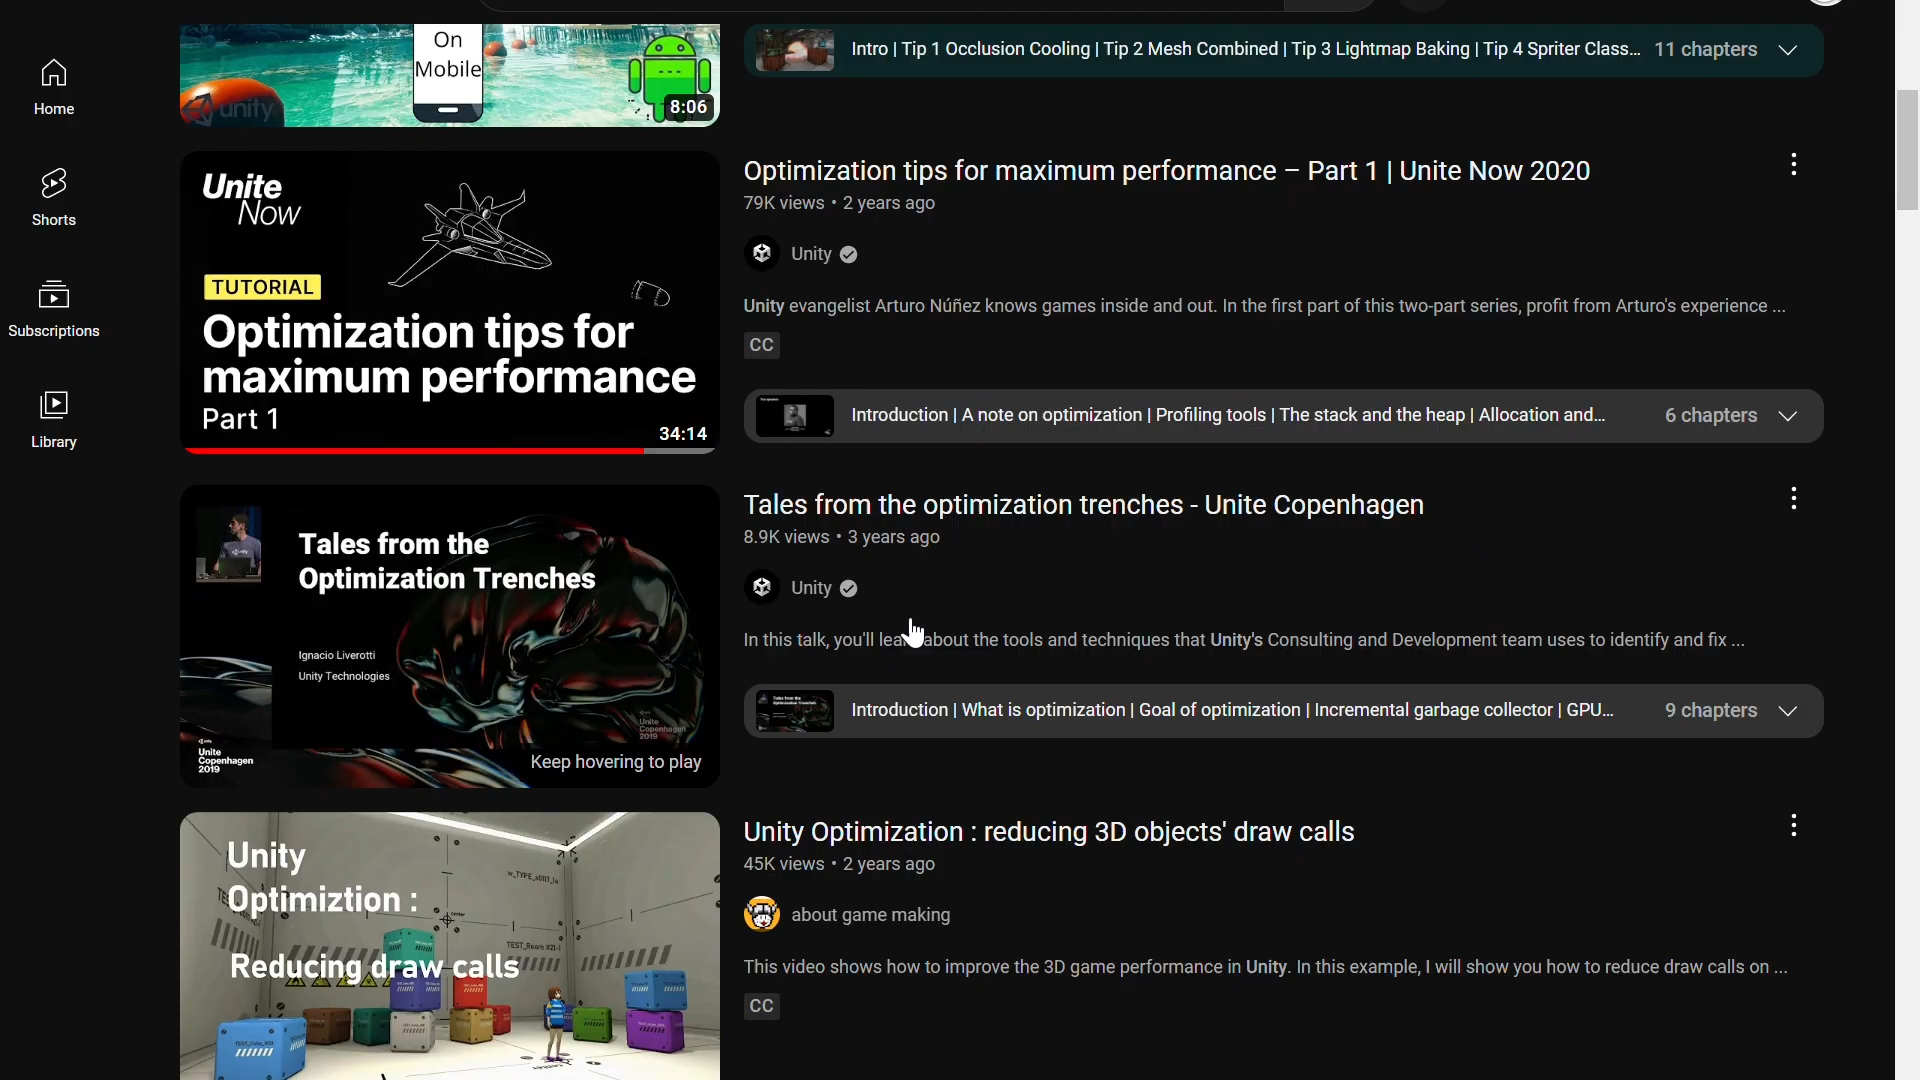 Home
Shorts
Subscriptions
Library
On
Mobile
unity
8:06
Intro | Tip 1 Occlusion Cooling | Tip 2 Mesh Combined | Tip 3 Lightmap Baking | Tip 4 Spriter Class...
11 chapters
Unite
Now
TUTORIAL
Optimization tips for
maximum performance
Part 1
34:14
Optimization tips for maximum performance – Part 1 | Unite Now 2020
79K views • 2 years ago
Unity
Unity evangelist Arturo Núñez knows games inside and out. In the first part of this two-part series, profit from Arturo's experience ...
CC
Introduction | A note on optimization | Profiling tools | The stack and the heap | Allocation and...
6 chapters
Tales from the
Optimization Trenches
Ignacio Liverotti
Unity Technologies
Unite
Copenhagen
2019
Unite
Copenhagen
2019
Keep hovering to play
Tales from the optimization trenches - Unite Copenhagen
8.9K views • 3 years ago
Unity
In this talk, you'll about the tools and techniques that Unity's Consulting and Development team uses to identify and fix ...
Introduction | What is optimization | Goal of optimization | Incremental garbage collector | GPU...
9 chapters
Unity
Optimiztion :
Reducing draw calls
Unity Optimization : reducing 3D objects' draw calls
45K views • 2 years ago
about game making
This video shows how to improve the 3D game performance in Unity. In this example, I will show you how to reduce draw calls on ...
CC